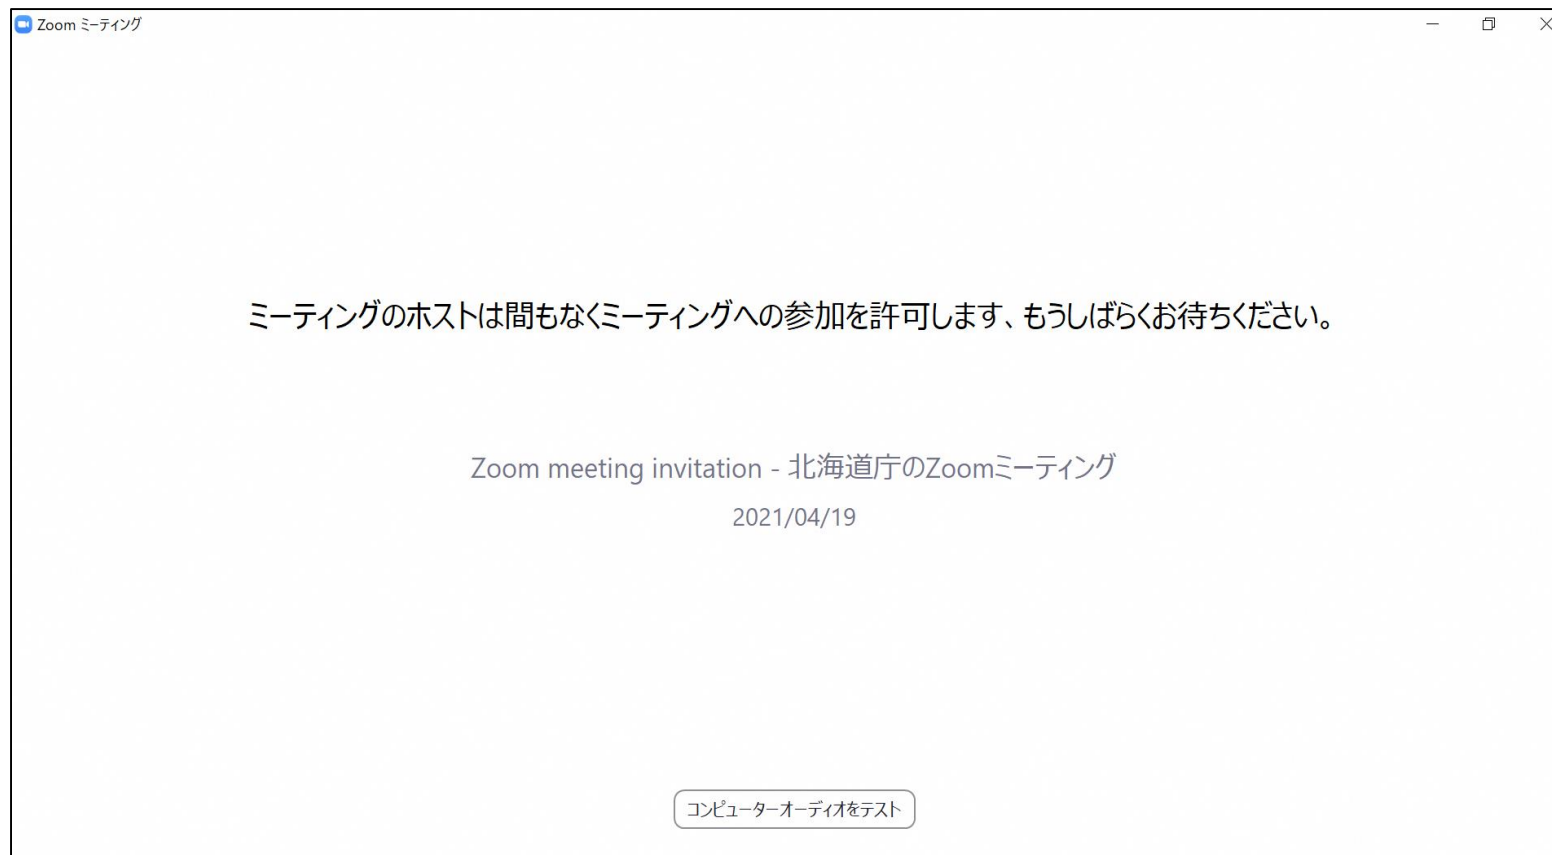 Zoom ミーティング
ミーティングのホストは間もなくミーティングへの参加を許可します、もうしばらくお待ちください。
Zoom meeting invitation - 北海道庁のZoomミーティング
2021/04/19
コンピューターオーディオをテスト